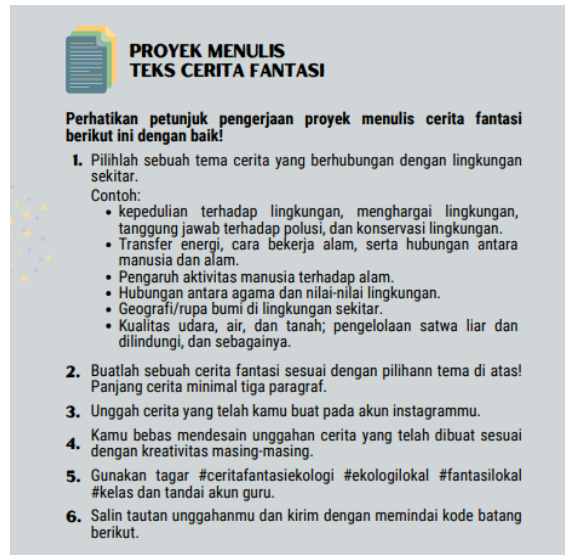 PROYEK MENULIS
TEKS CERITA FANTASI
Perhatikan petunjuk pengerjaan proyek menulis cerita fantasi
berikut ini dengan baik!
1. Pilihlah sebuah tema cerita yang berhubungan dengan lingkungan
sekitar.
Contoh:
• kepedulian terhadap lingkungan, menghargai lingkungan,
tanggung jawab terhadap polusi, dan konservasi lingkungan.
• Transfer energi, cara bekerja alam, serta hubungan antara
manusia dan alam.
• Pengaruh aktivitas manusia terhadap alam.
• Hubungan antara agama dan nilai-nilai lingkungan.
• Geografi/rupa bumi di lingkungan sekitar.
• Kualitas udara, air, dan tanah; pengelolaan satwa liar dan
dilindungi, dan sebagainya.
2. Buatlah sebuah cerita fantasi sesuai dengan pilihann tema di atas!
Panjang cerita minimal tiga paragraf.
3. Unggah cerita yang telah kamu buat pada akun instagrammu.
4. Kamu bebas mendesain unggahan cerita yang telah dibuat sesuai
dengan kreativitas masing-masing.
5. Gunakan tagar #ceritafantasiekologi #ekologilokal #fantasilokal
#kelas dan tandai akun guru.
6. Salin tautan unggahanmu dan kirim dengan memindai kode batang
berikut.